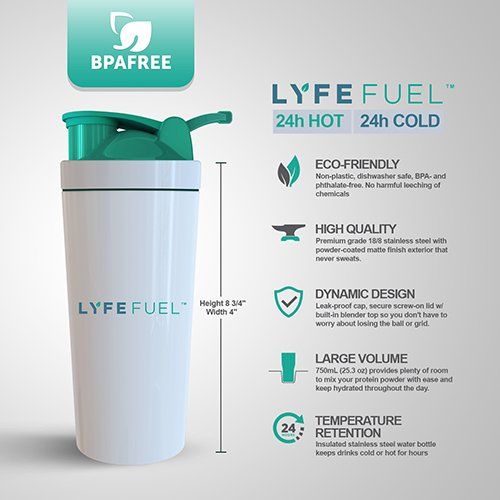 BPAFREE
LYFE FUEL™
24h HOT 24h COLD
ECO-FRIENDLY
Non-plastic, dishwasher safe, BPA- and
phthalate-free. No harmful leeching of
chemicals
HIGH QUALITY
Premium grade 18/8 stainless steel with
powder-coated matte finish exterior that
never sweats.
DYNAMIC DESIGN
Leak-proof cap, secure screw-on lid w/
built-in blender top so you don't have to
worry about losing the ball or grid.
LARGE VOLUME
750mL (25.3 oz) provides plenty of room
to mix your protein powder with ease and
keep hydrated throughout the day.
24
HOURS
TEMPERATURE
RETENTION
Insulated stainless steel water bottle
keeps drinks cold or hot for hours
LYFE FUEL™
Height 8 3/4"
Width 4"